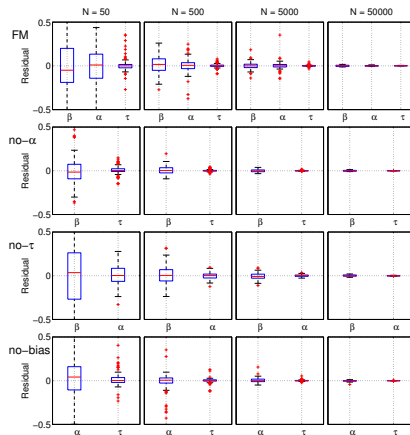 N = 50 N = 500 N = 5000 N = 50000
FM
Residual
0.5
0
−0.5
β α τ β α τ β α τ β α τ
no−α
Residual
0.5
0
−0.5
β τ β τ β τ β τ
no−τ
Residual
0.5
0
−0.5
β α β α β α β α
no−bias
Residual
0.5
0
−0.5
α τ α τ α τ α τ